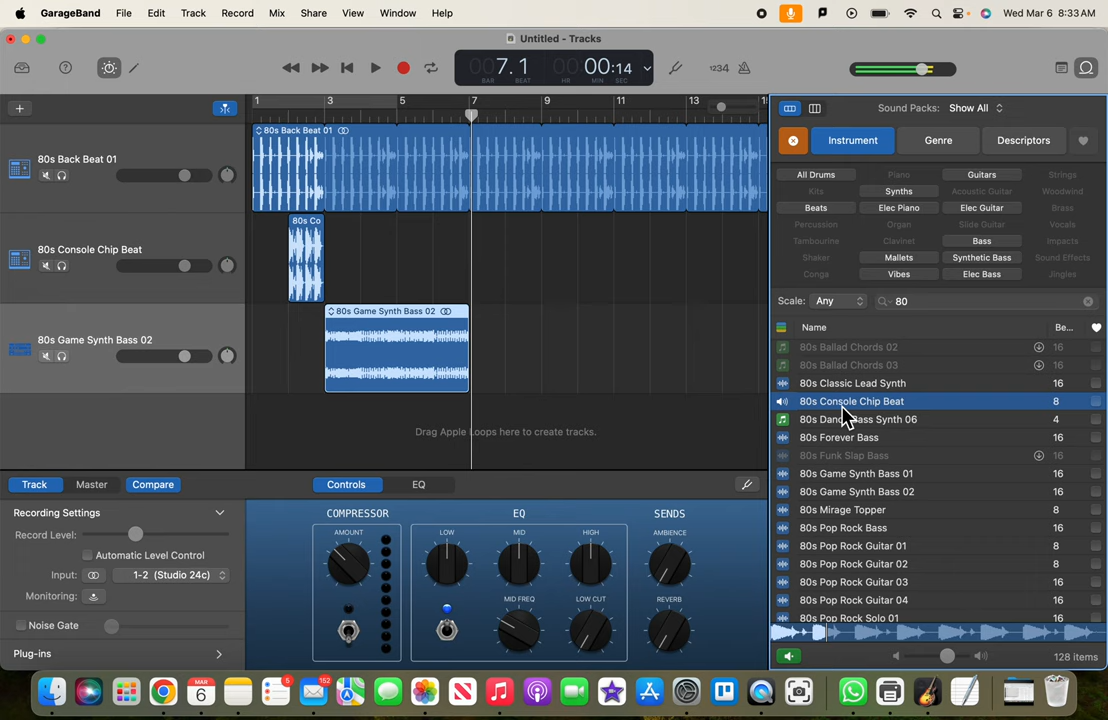 GarageBand File Edit Track Record Mix Share View Window Help Wed Mar 6 8:33 AM
Untitled - Tracks
007.1 00:00:14
BAR BEAT HR MIN SEC
1234
1 3 5 7 9 11 13
Sound Packs: Show All
Instrument Genre Descriptors
80s Back Beat 01
80s Back Beat 01
80s Console Chip Beat
80s Co
80s Game Synth Bass 02
80s Game Synth Bass 02
Drag Apple Loops here to create tracks.
All Drums Piano Guitars Strings
Kits Synths Acoustic Guitar Woodwind
Beats Elec Piano Elec Guitar Brass
Percussion Organ Slide Guitar Vocals
Tambourine Clavinet Bass Impacts
Shaker Mallets Synthetic Bass Sound Effects
Conga Vibes Elec Bass Jingles
Scale: Any 80
Name Be...
80s Ballad Chords 02 16
80s Ballad Chords 03 16
80s Classic Lead Synth 16
80s Console Chip Beat 8
80s Danc Bass Synth 06 4
80s Forever Bass 16
80s Funk Slap Bass 16
80s Game Synth Bass 01 16
80s Game Synth Bass 02 16
80s Mirage Topper 8
80s Pop Rock Bass 16
80s Pop Rock Guitar 01 8
80s Pop Rock Guitar 02 8
80s Pop Rock Guitar 03 16
80s Pop Rock Guitar 04 16
80s Pop Rock Solo 01 16
128 items
Track Master Compare Controls EQ
Recording Settings
Record Level:
Automatic Level Control
Input: 1-2 (Studio 24c)
Monitoring:
Noise Gate
Plug-ins
COMPRESSOR EQ SENDS
AMOUNT LOW MID HIGH AMBIENCE
MID FREQ LOW CUT REVERB
MAR
6
5
152